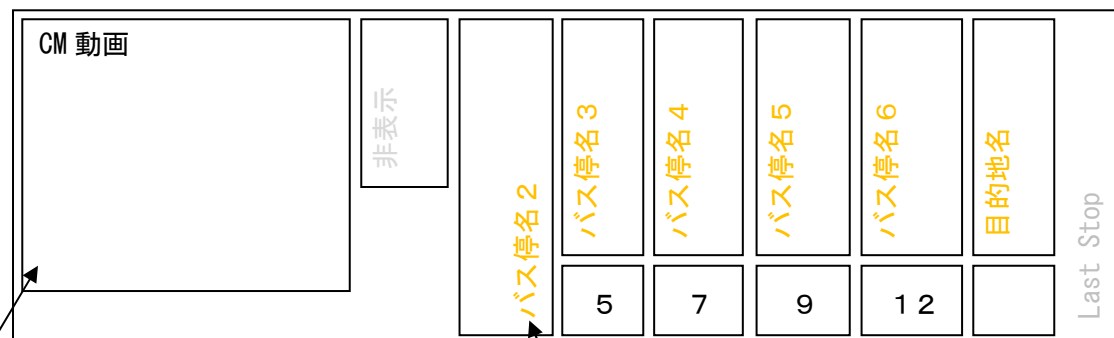 CM 動画
非表示
バス停名２
バス停名３
バス停名４
バス停名５
バス停名６
目的地名
Last Stop
５
７
９
１２